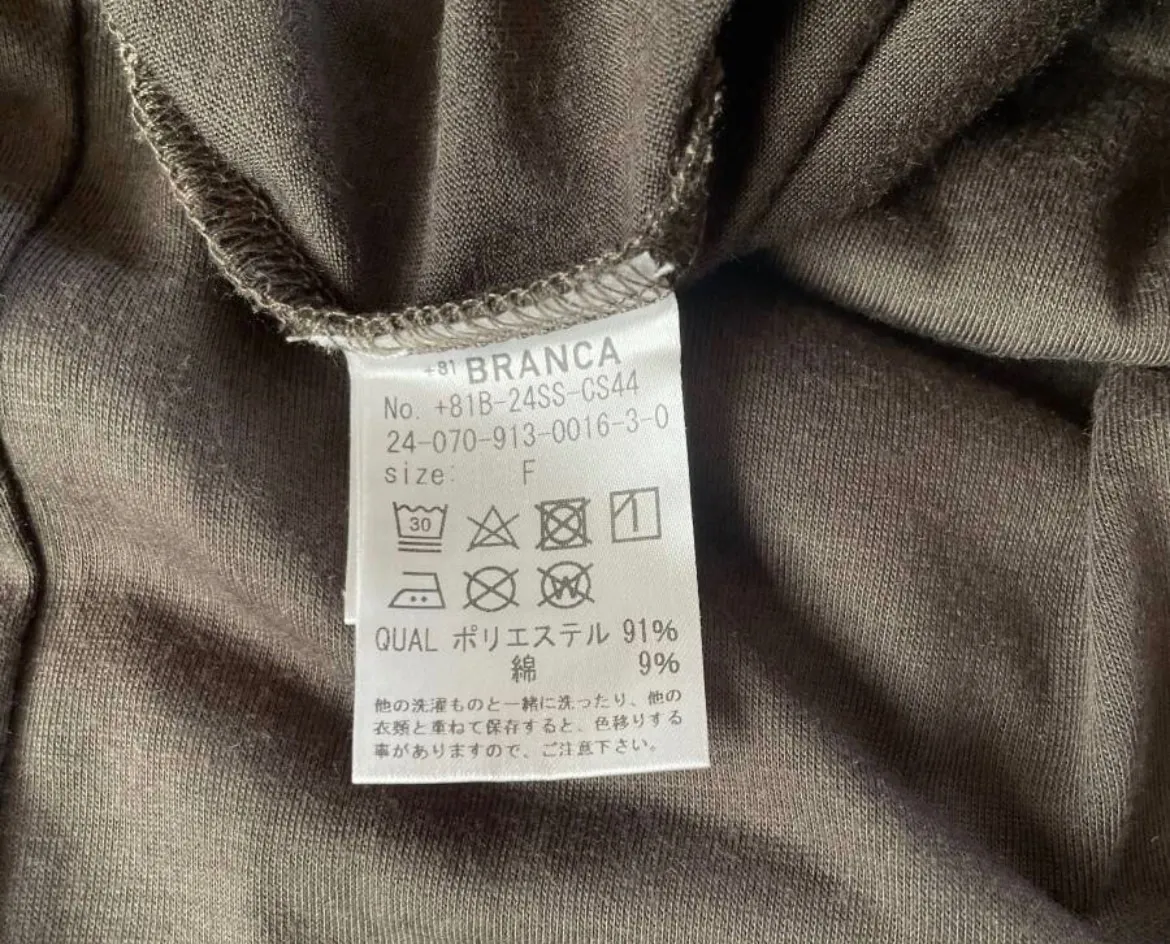 +81 BRANCA
No. +81B-24SS-CS44
24-070-913-0016-3-0
size: F
30
W
QUAL ポリエステル 91%
綿 9%
他の洗濯ものと一緒に洗ったり、他の
衣類と重ねて保存すると、色移りする
事がありますので、ご注意下さい。